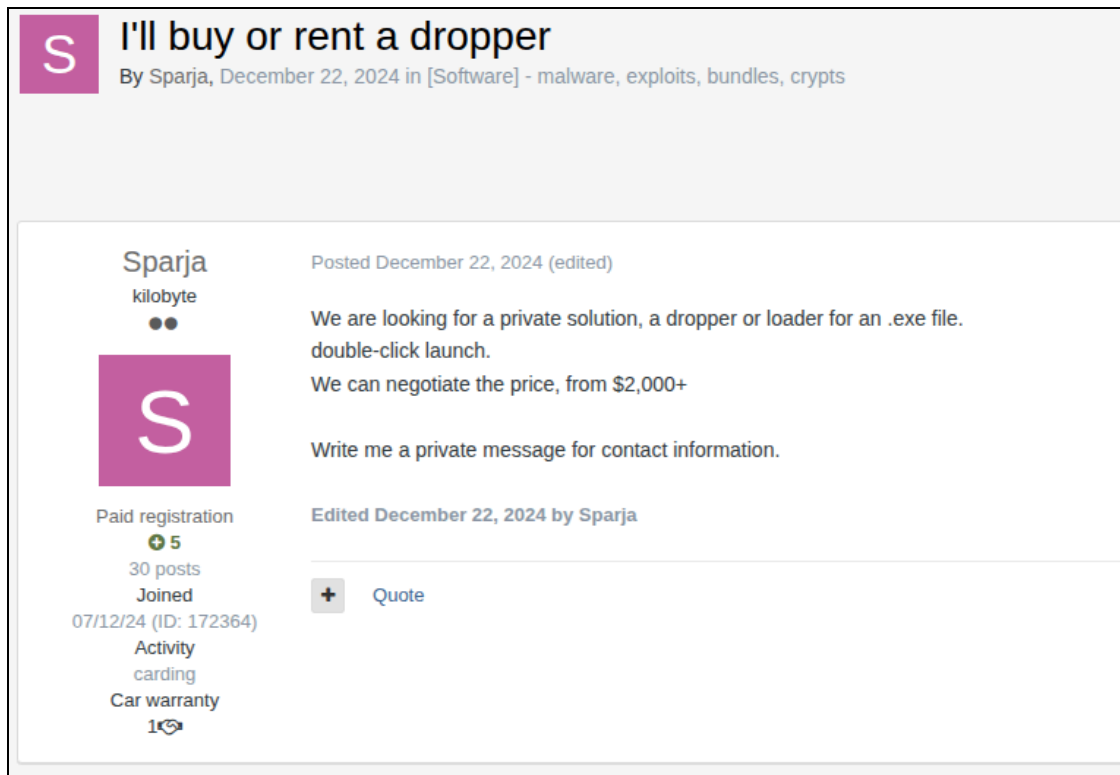 S
I'll buy or rent a dropper
By Sparja, December 22, 2024 in [Software] - malware, exploits, bundles, crypts
Sparja
kilobyte
S
Paid registration
5
30 posts
Joined
07/12/24 (ID: 172364)
Activity
carding
Car warranty
1
Posted December 22, 2024 (edited)
We are looking for a private solution, a dropper or loader for an .exe file.
double-click launch.
We can negotiate the price, from $2,000+
Write me a private message for contact information.
Edited December 22, 2024 by Sparja
+ Quote